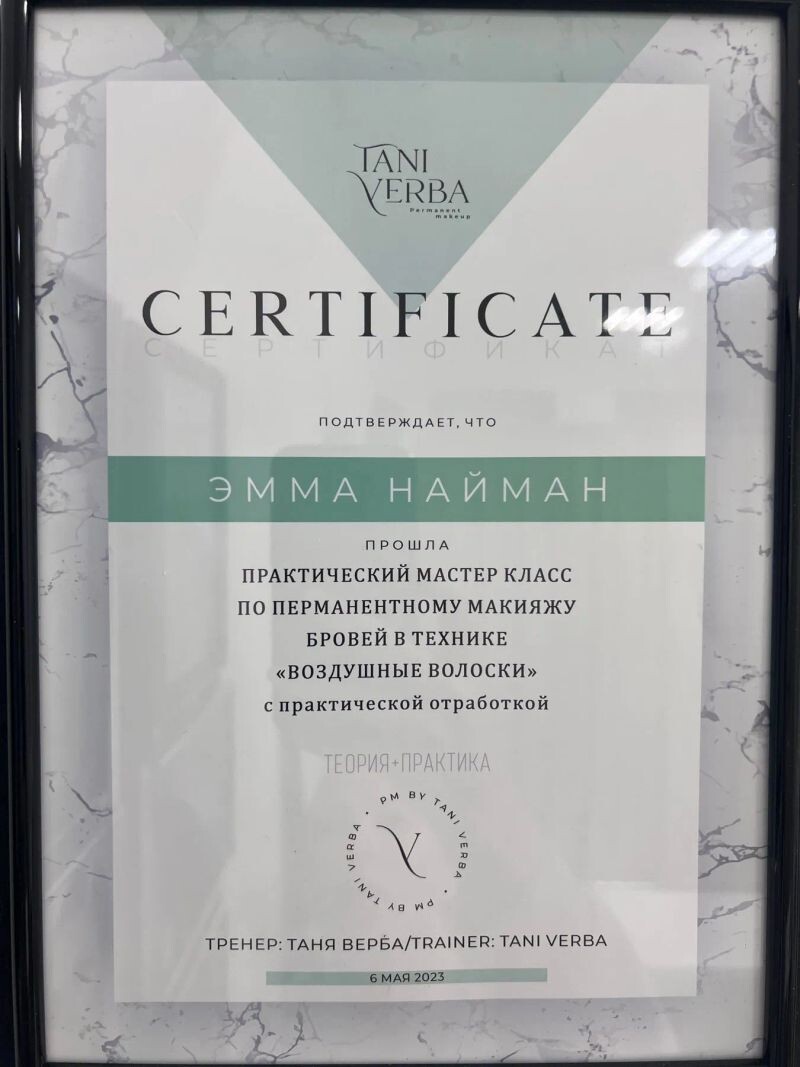 TANI
VERBA
Permanent
makeup
CERTIFICATE
СЕРТИФИКАТ
ПОДТВЕРЖДАЕТ, ЧТО
ЭММА НАЙМАН
ПРОШЛА
ПРАКТИЧЕСКИЙ МАСТЕР КЛАСС
ПО ПЕРМАНЕНТНОМУ МАКИЯЖУ
БРОВЕЙ В ТЕХНИКЕ
«ВОЗДУШНЫЕ ВОЛОСКИ»
с практической отработкой
ТЕОРИЯ+ПРАКТИКА
PM BY TANI VERBA • PM BY TANI VERBA •
V
ТРЕНЕР: ТАНЯ ВЕРБА/TRAINER: TANI VERBA
6 МАЯ 2023